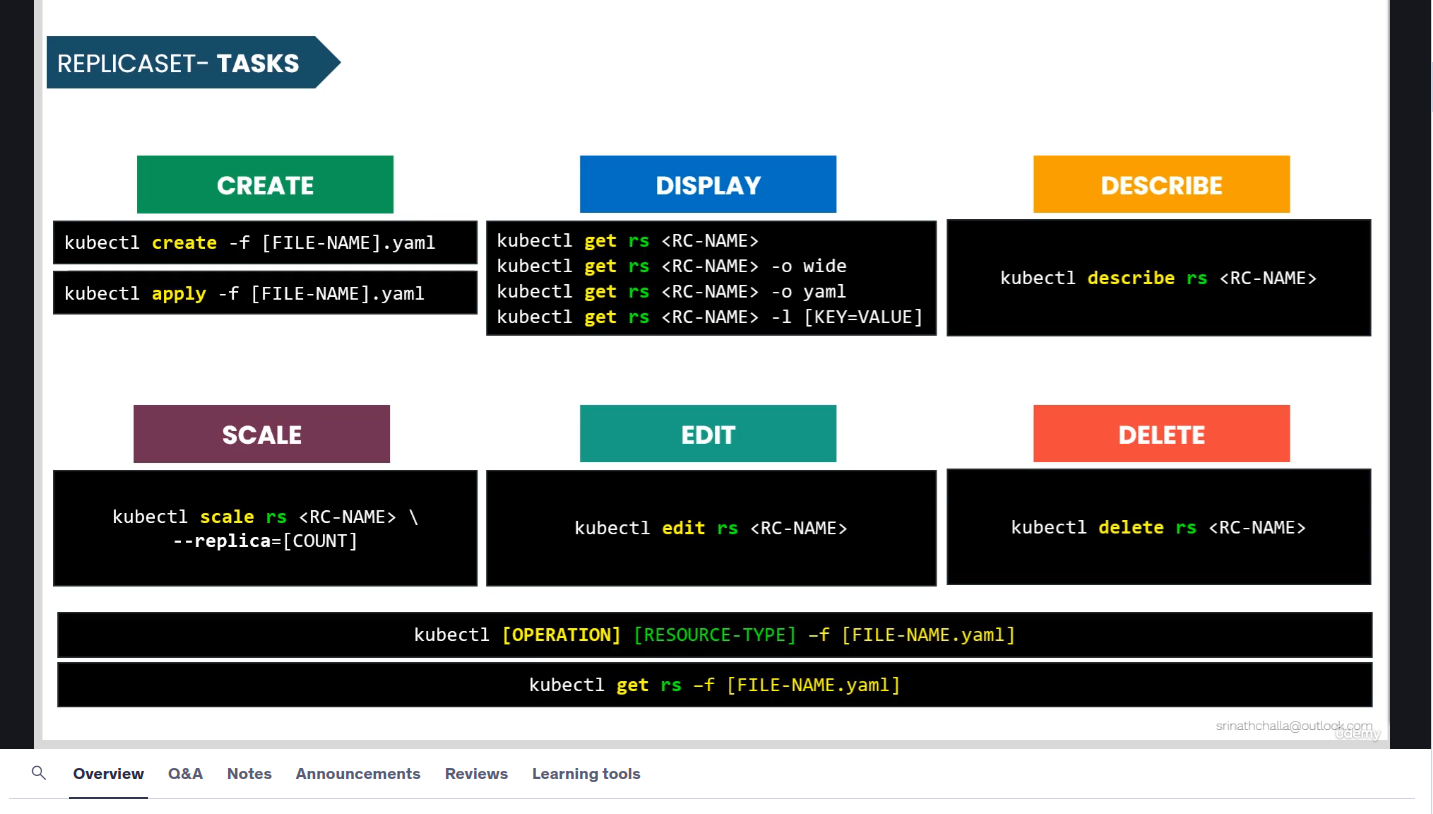 REPLICASET- TASKS
CREATE
kubectl create -f [FILE-NAME].yaml
kubectl apply -f [FILE-NAME].yaml
DISPLAY
kubectl get rs <RC-NAME>
kubectl get rs <RC-NAME> -o wide
kubectl get rs <RC-NAME> -o yaml
kubectl get rs <RC-NAME> -l [KEY=VALUE]
DESCRIBE
kubectl describe rs <RC-NAME>
SCALE
kubectl scale rs <RC-NAME> \
--replica=[COUNT]
EDIT
kubectl edit rs <RC-NAME>
DELETE
kubectl delete rs <RC-NAME>
kubectl [OPERATION] [RESOURCE-TYPE] –f [FILE-NAME.yaml]
kubectl get rs –f [FILE-NAME.yaml]
srinathchalla@outlook.com
udemy
Overview Q&A Notes Announcements Reviews Learning tools